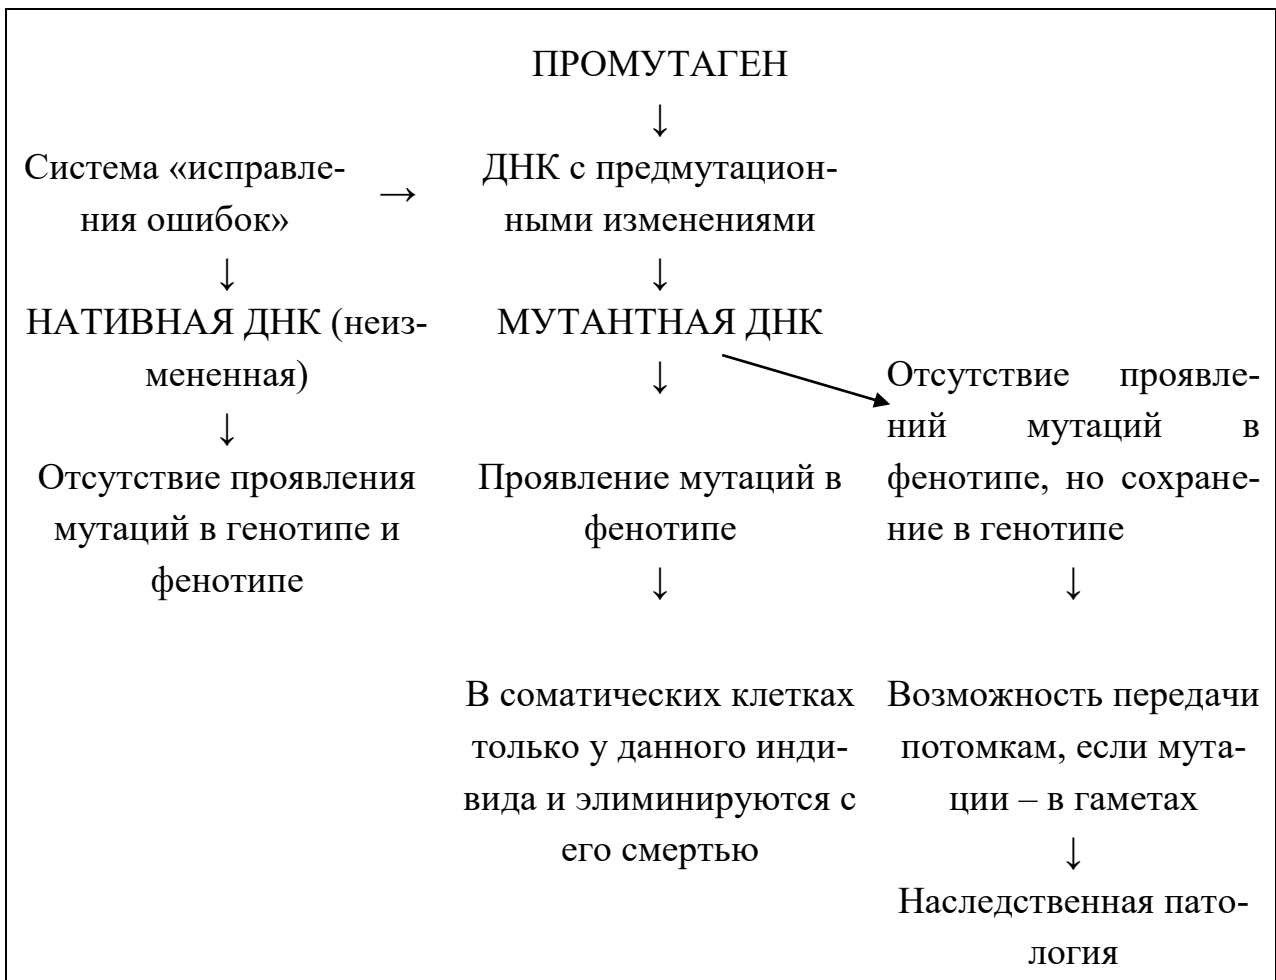 ПРОМУТАГЕН
↓
Система «исправле-
ния ошибок»
→
ДНК с предмутацион-
ными изменениями
↓
↓
НАТИВНАЯ ДНК (неиз-
мененная)
МУТАНТНАЯ ДНК
↓
↓
Отсутствие проявления
мутаций в генотипе и
фенотипе
Проявление мутаций в
фенотипе
Отсутствие проявле-
ний мутаций в
фенотипе, но сохране-
ние в генотипе
↓
↓
В соматических клетках
только у данного инди-
вида и элиминируются с
его смертью
Возможность передачи
потомкам, если мута-
ции – в гаметах
↓
Наследственная пато-
логия